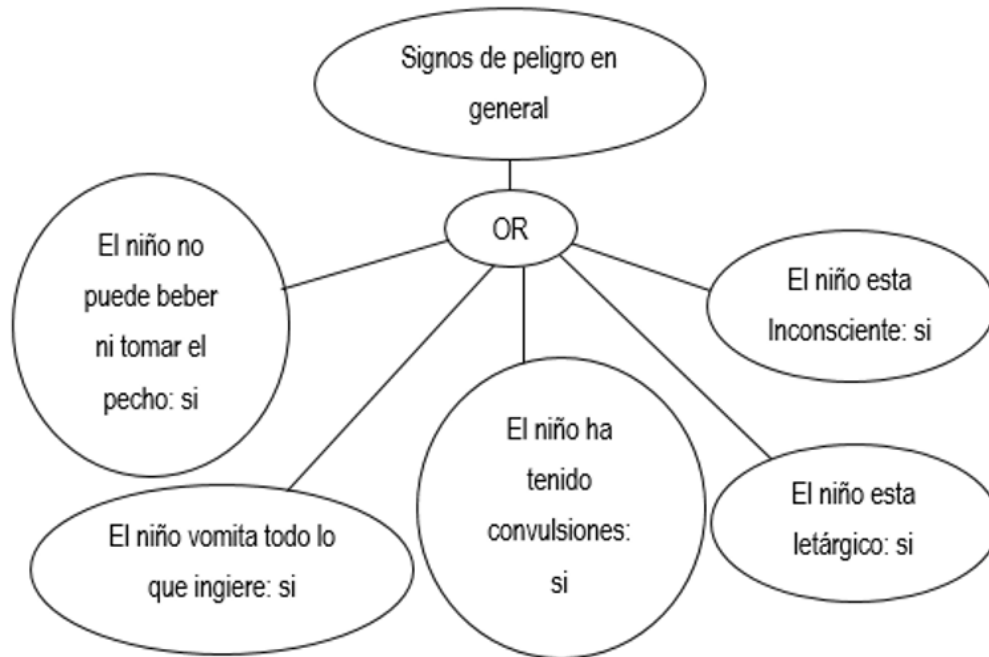 Signos de peligro en
general
OR
El niño no
puede beber
ni tomar el
pecho: si
El niño vomita todo lo
que ingiere: si
El niño ha
tenido
convulsiones:
si
El niño esta
letárgico: si
El niño esta
Inconsciente: si